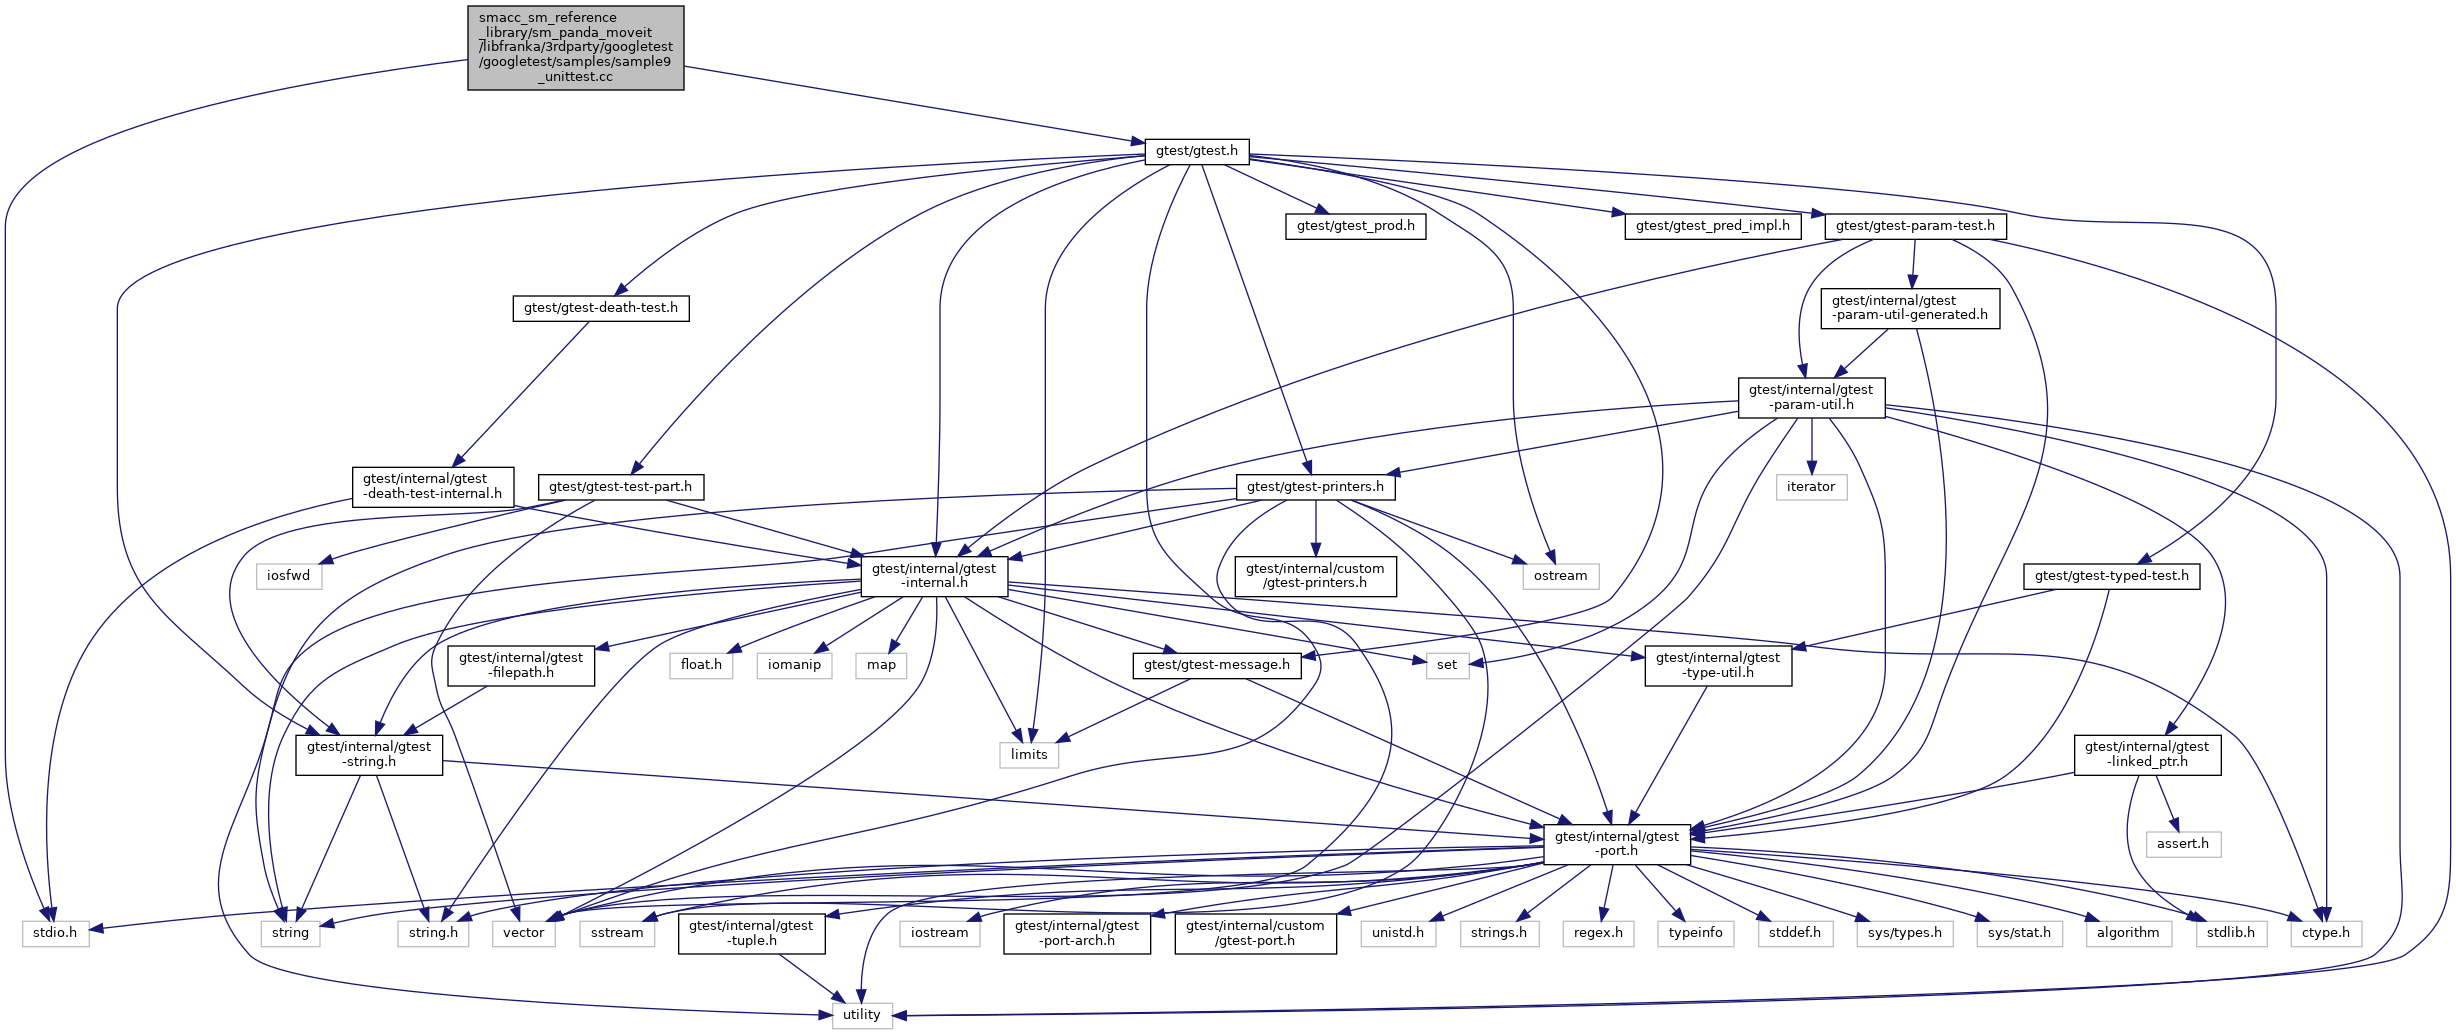 smacc_sm_reference
_library/sm_panda_moveit
/libfranka/3rdparty/googletest
/googletest/samples/sample9
_unittest.cc
gtest/gtest.h
gtest/gtest_prod.h
gtest/gtest_pred_impl.h
gtest/gtest-param-test.h
gtest/gtest-death-test.h
gtest/internal/gtest
-param-util-generated.h
gtest/internal/gtest
-param-util.h
gtest/internal/gtest
-death-test-internal.h
gtest/gtest-test-part.h
gtest/gtest-printers.h
iterator
iosfwd
gtest/internal/gtest
-internal.h
gtest/internal/custom
/gtest-printers.h
ostream
gtest/gtest-typed-test.h
gtest/internal/gtest
-filepath.h
float.h
iomanip
map
gtest/gtest-message.h
set
gtest/internal/gtest
-type-util.h
gtest/internal/gtest
-string.h
limits
gtest/internal/gtest
-linked_ptr.h
gtest/internal/gtest
-port.h
assert.h
stdio.h
string
string.h
vector
sstream
gtest/internal/gtest
-tuple.h
iostream
gtest/internal/gtest
-port-arch.h
gtest/internal/custom
/gtest-port.h
unistd.h
strings.h
regex.h
typeinfo
stddef.h
sys/types.h
sys/stat.h
algorithm
stdlib.h
ctype.h
utility